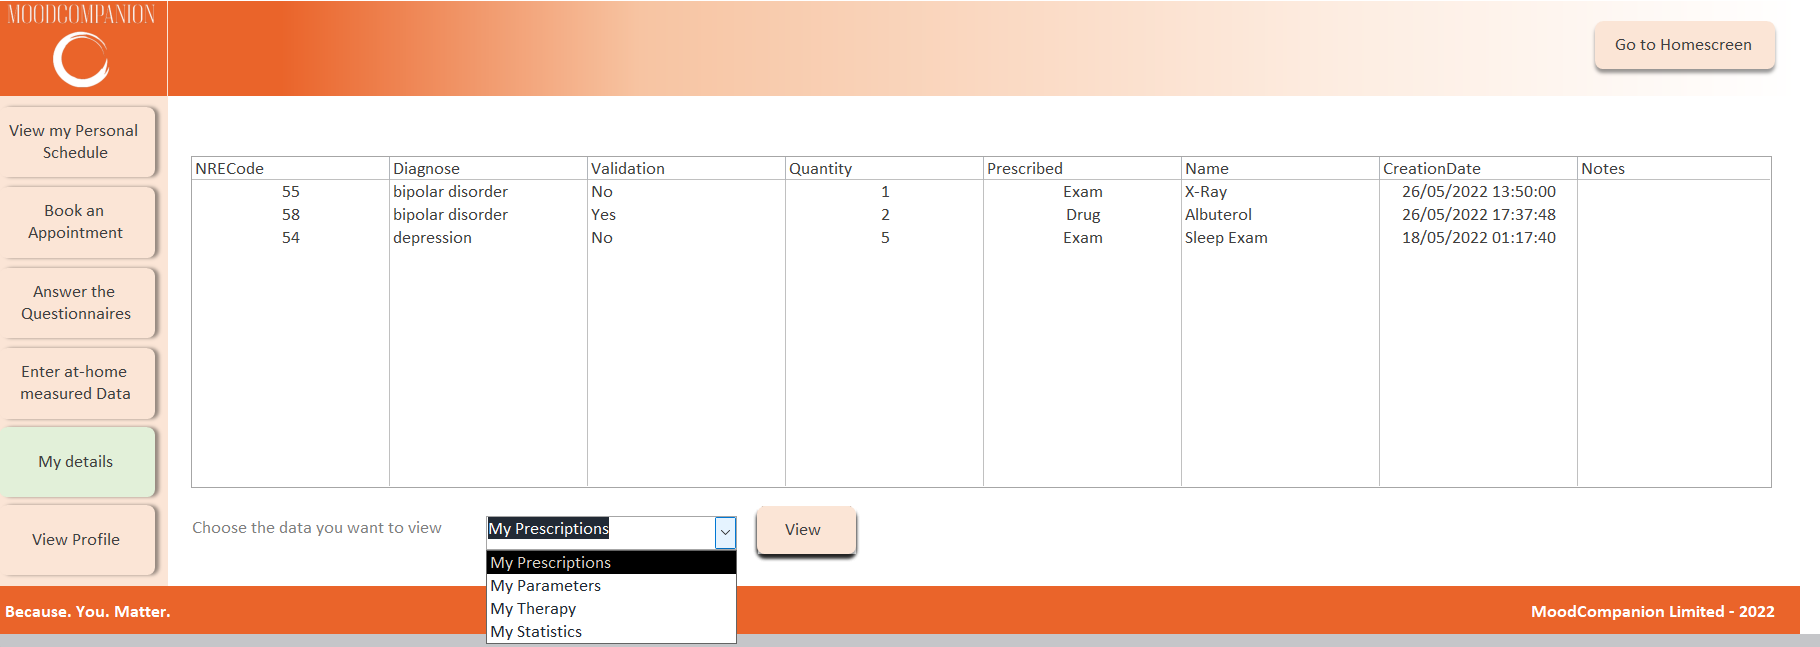 MOODCOMPANION
Go to Homescreen
View my Personal
Schedule
Book an
Appointment
Answer the
Questionnaires
Enter at-home
measured Data
My details
View Profile
NRECode Diagnose Validation Quantity Prescribed Name CreationDate Notes
55 bipolar disorder No 1 Exam X-Ray 26/05/2022 13:50:00
58 bipolar disorder Yes 2 Drug Albuterol 26/05/2022 17:37:48
54 depression No 5 Exam Sleep Exam 18/05/2022 01:17:40
Choose the data you want to view My Prescriptions View
My Prescriptions
My Parameters
My Therapy
My Statistics
Because. You. Matter. MoodCompanion Limited - 2022